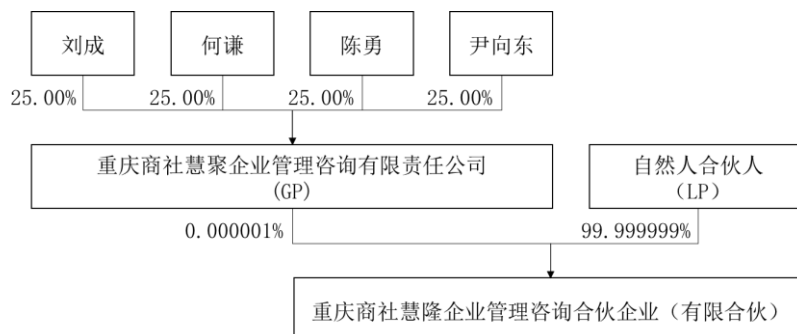 刘成
何谦
陈勇
尹向东
25.00%
25.00%
25.00%
25.00%
重庆商社慧聚企业管理咨询有限责任公司
(GP)
自然人合伙人
（LP）
0.000001%
99.999999%
重庆商社慧隆企业管理咨询合伙企业（有限合伙）